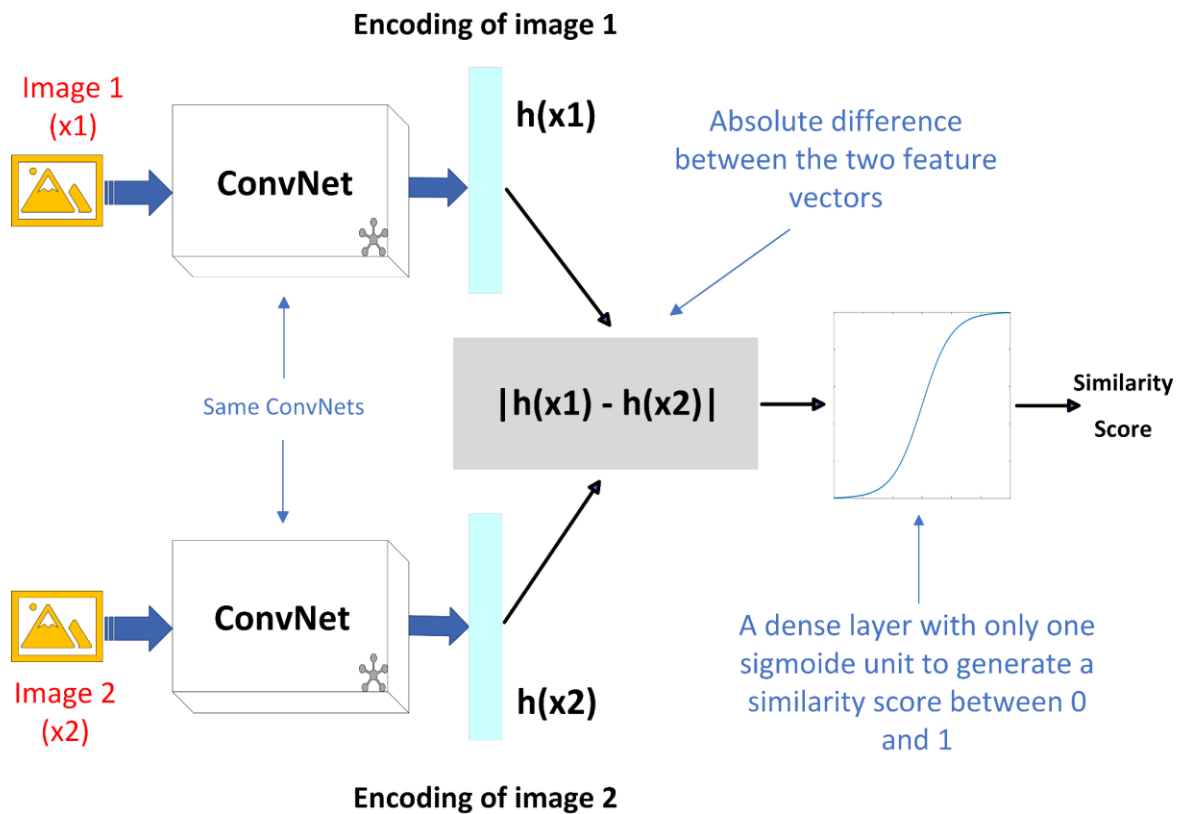 Encoding of image 1
Image 1
(x1)
ConvNet
h(x1)
Absolute difference
between the two feature
vectors
Same ConvNets
|h(x1) - h(x2)|
Similarity
Score
Image 2
(x2)
ConvNet
h(x2)
A dense layer with only one
sigmoide unit to generate a
similarity score between 0
and 1
Encoding of image 2